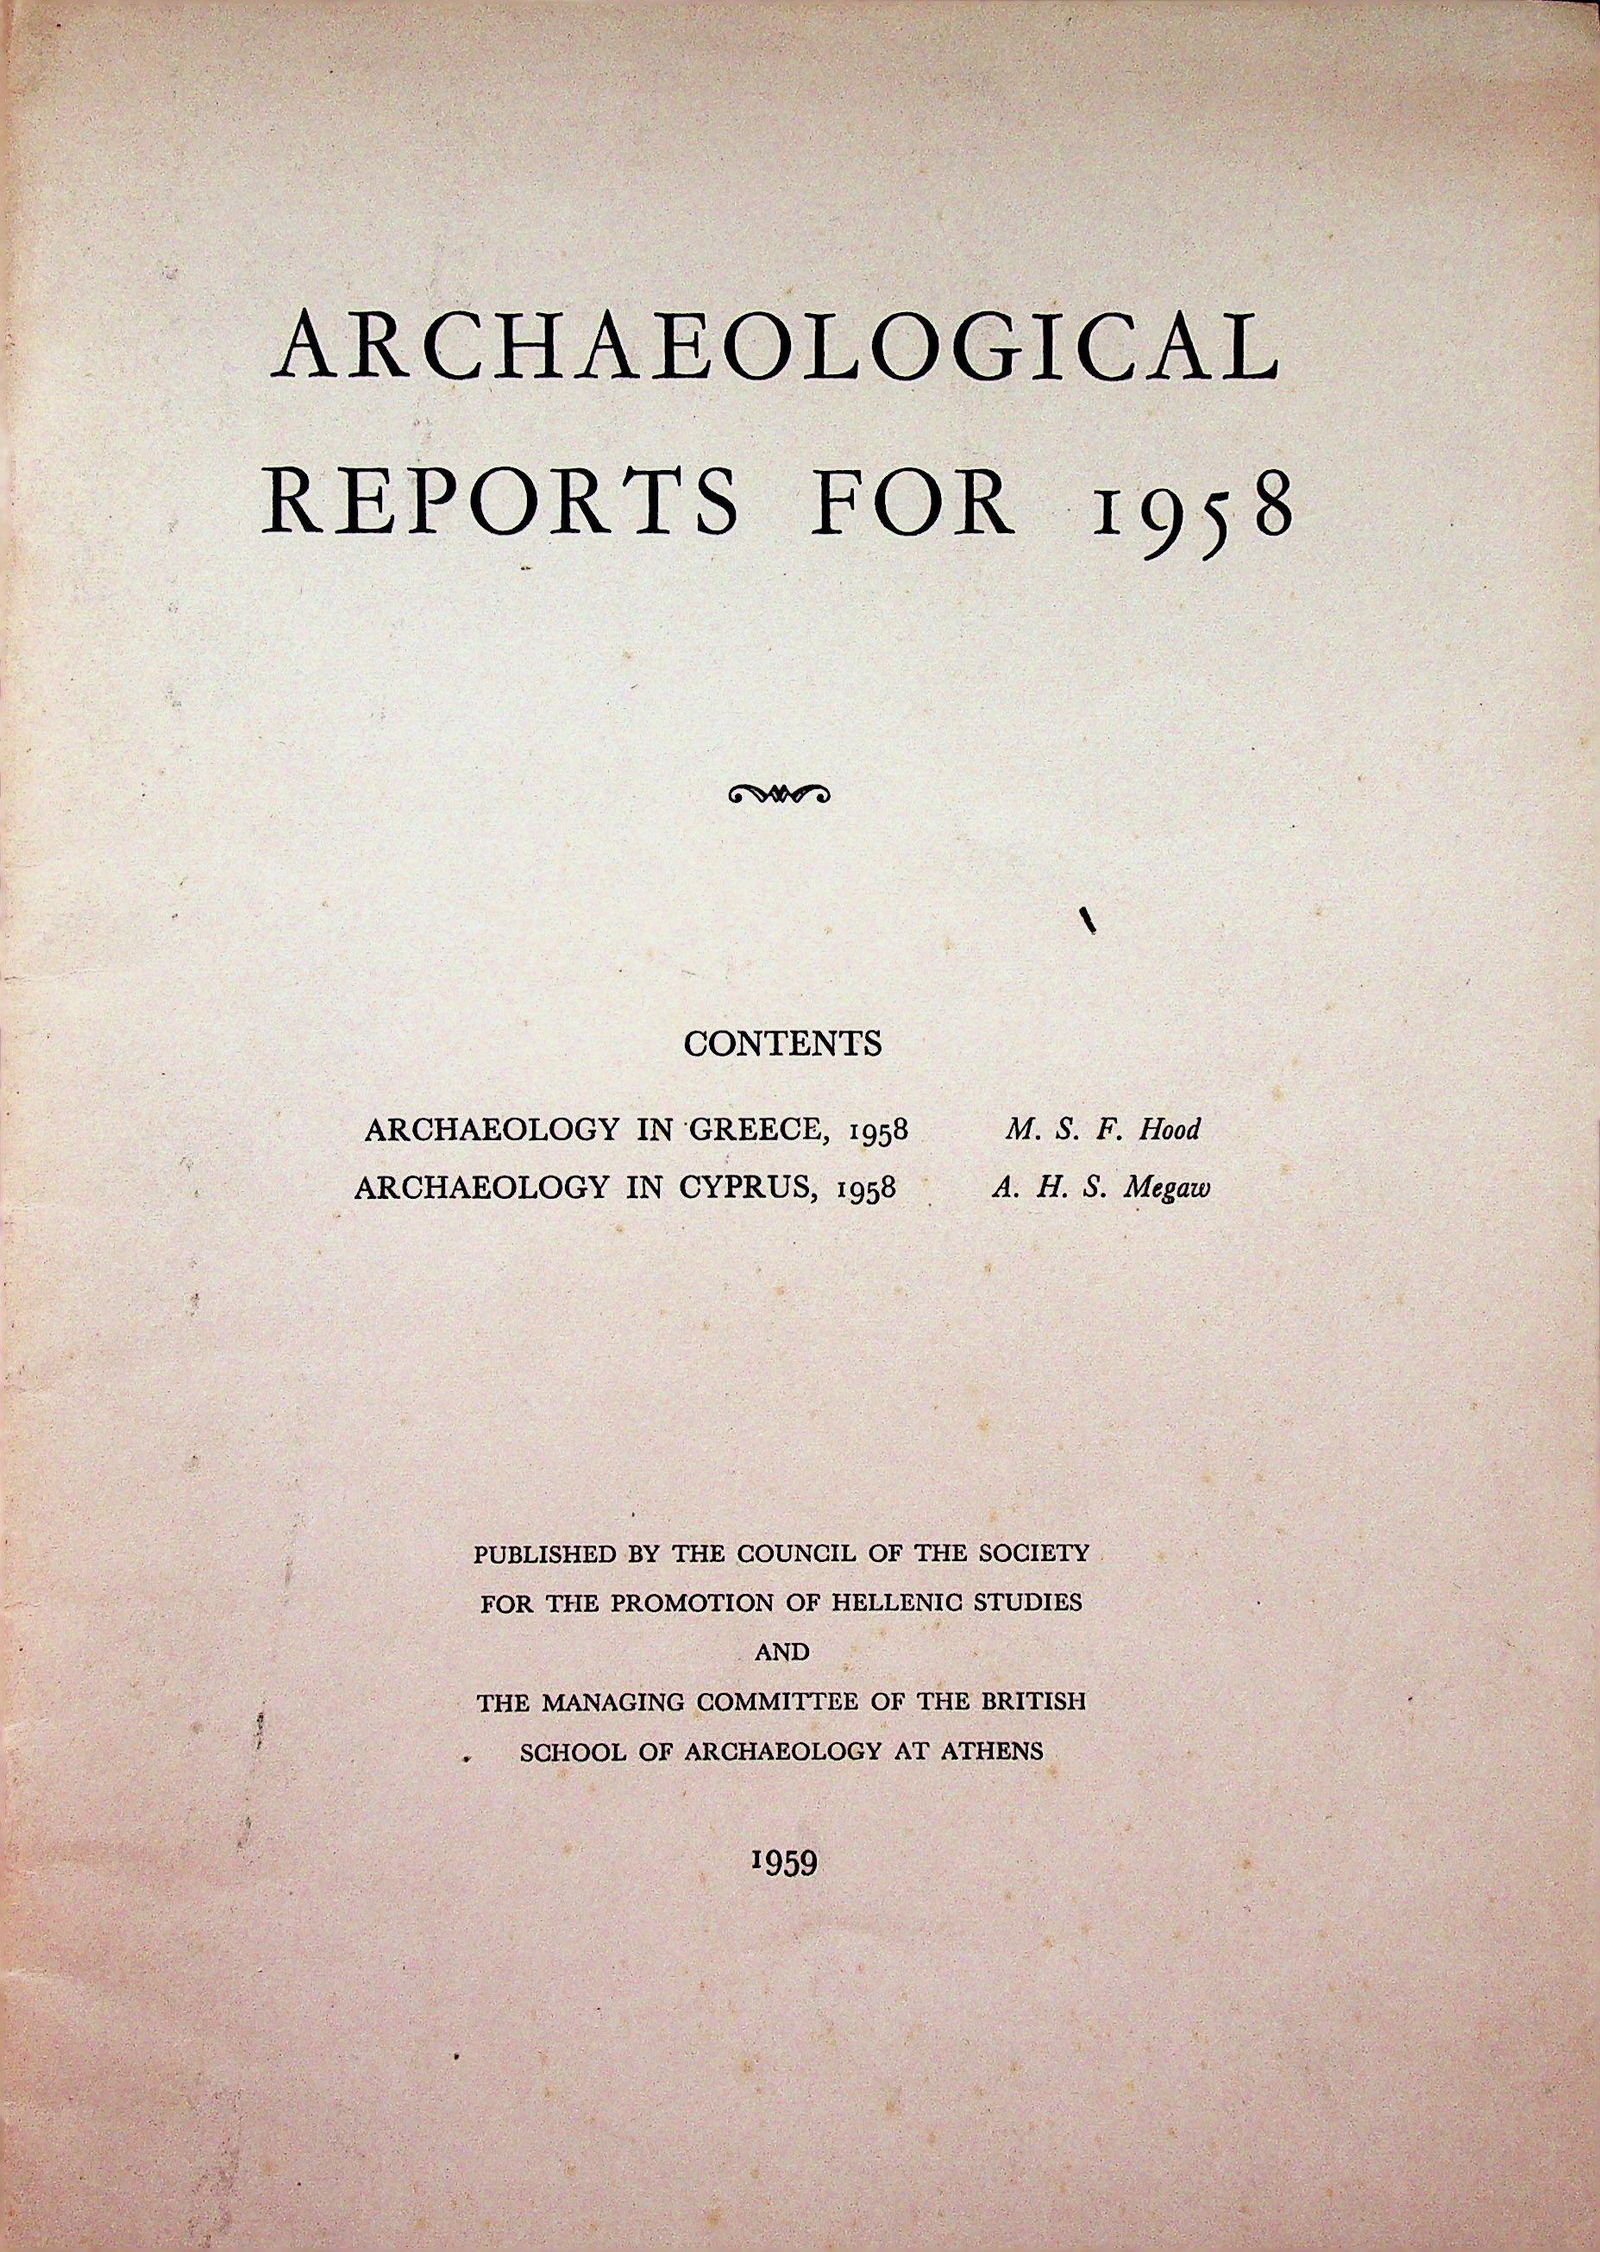 ARCHAEOLOGICAL
REPORTS FOR 1958
CONTENTS
ARCHAEOLOGY IN GREECE, 1958 M. S. F. Hood
ARCHAEOLOGY IN CYPRUS, 1958 A. H. S. Megaw
PUBLISHED BY THE COUNCIL OF THE SOCIETY
FOR THE PROMOTION OF HELLENIC STUDIES
AND
THE MANAGING COMMITTEE OF THE BRITISH
SCHOOL OF ARCHAEOLOGY AT ATHENS
1959